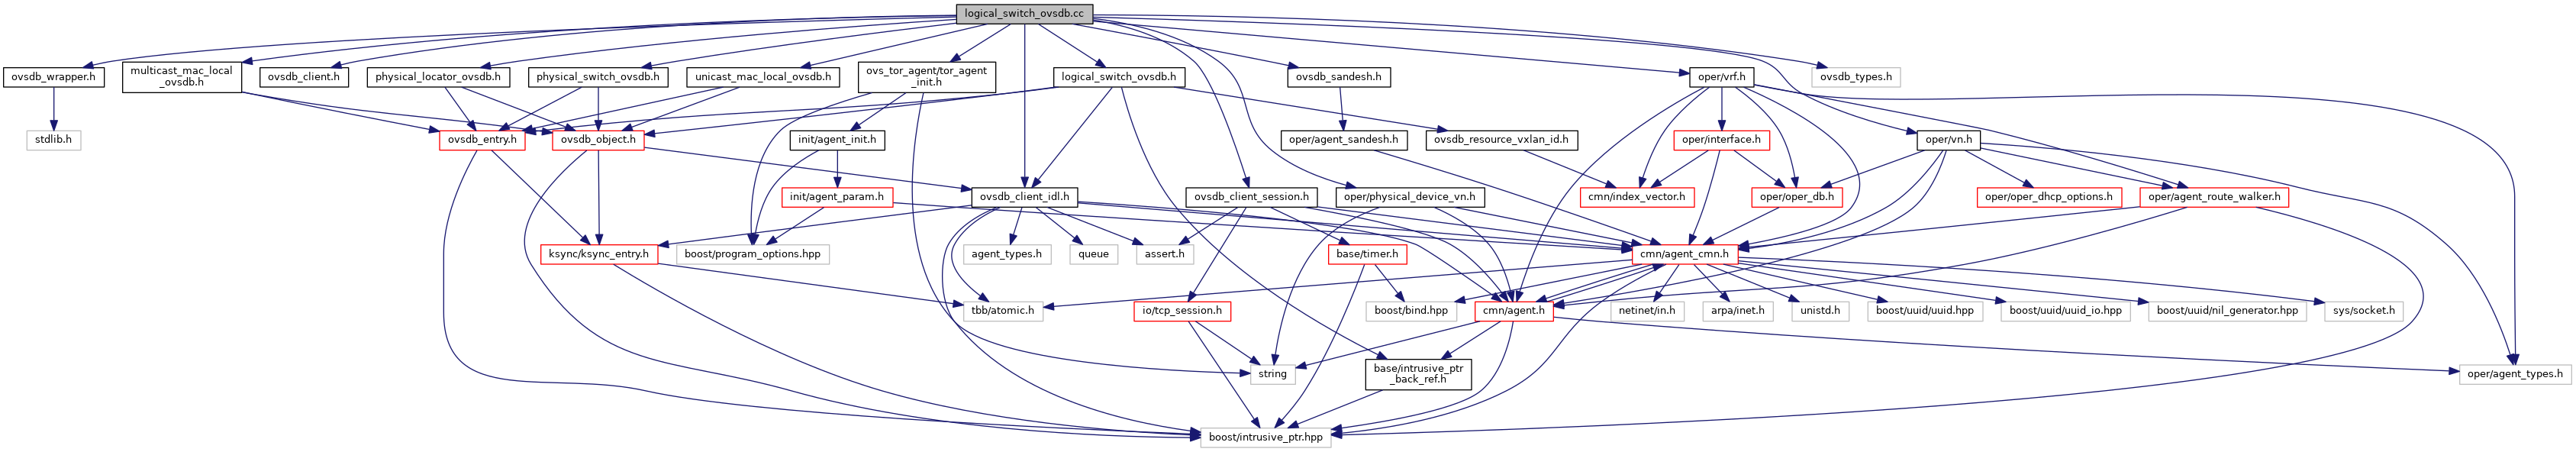 logical_switch_ovsdb.cc
ovsdb_wrapper.h
multicast_mac_local
_ovsdb.h
ovsdb_client.h
physical_locator_ovsdb.h
physical_switch_ovsdb.h
unicast_mac_local_ovsdb.h
ovs_tor_agent/tor_agent
_init.h
logical_switch_ovsdb.h
ovsdb_sandesh.h
oper/vrf.h
ovsdb_types.h
stdlib.h
ovsdb_entry.h
ovsdb_object.h
init/agent_init.h
oper/agent_sandesh.h
ovsdb_resource_vxlan_id.h
oper/interface.h
oper/vn.h
init/agent_param.h
ovsdb_client_idl.h
ovsdb_client_session.h
oper/physical_device_vn.h
cmn/index_vector.h
oper/oper_db.h
oper/oper_dhcp_options.h
oper/agent_route_walker.h
ksync/ksync_entry.h
boost/program_options.hpp
agent_types.h
queue
assert.h
base/timer.h
cmn/agent_cmn.h
tbb/atomic.h
io/tcp_session.h
boost/bind.hpp
cmn/agent.h
netinet/in.h
arpa/inet.h
unistd.h
boost/uuid/uuid.hpp
boost/uuid/uuid_io.hpp
boost/uuid/nil_generator.hpp
sys/socket.h
string
base/intrusive_ptr
_back_ref.h
oper/agent_types.h
boost/intrusive_ptr.hpp